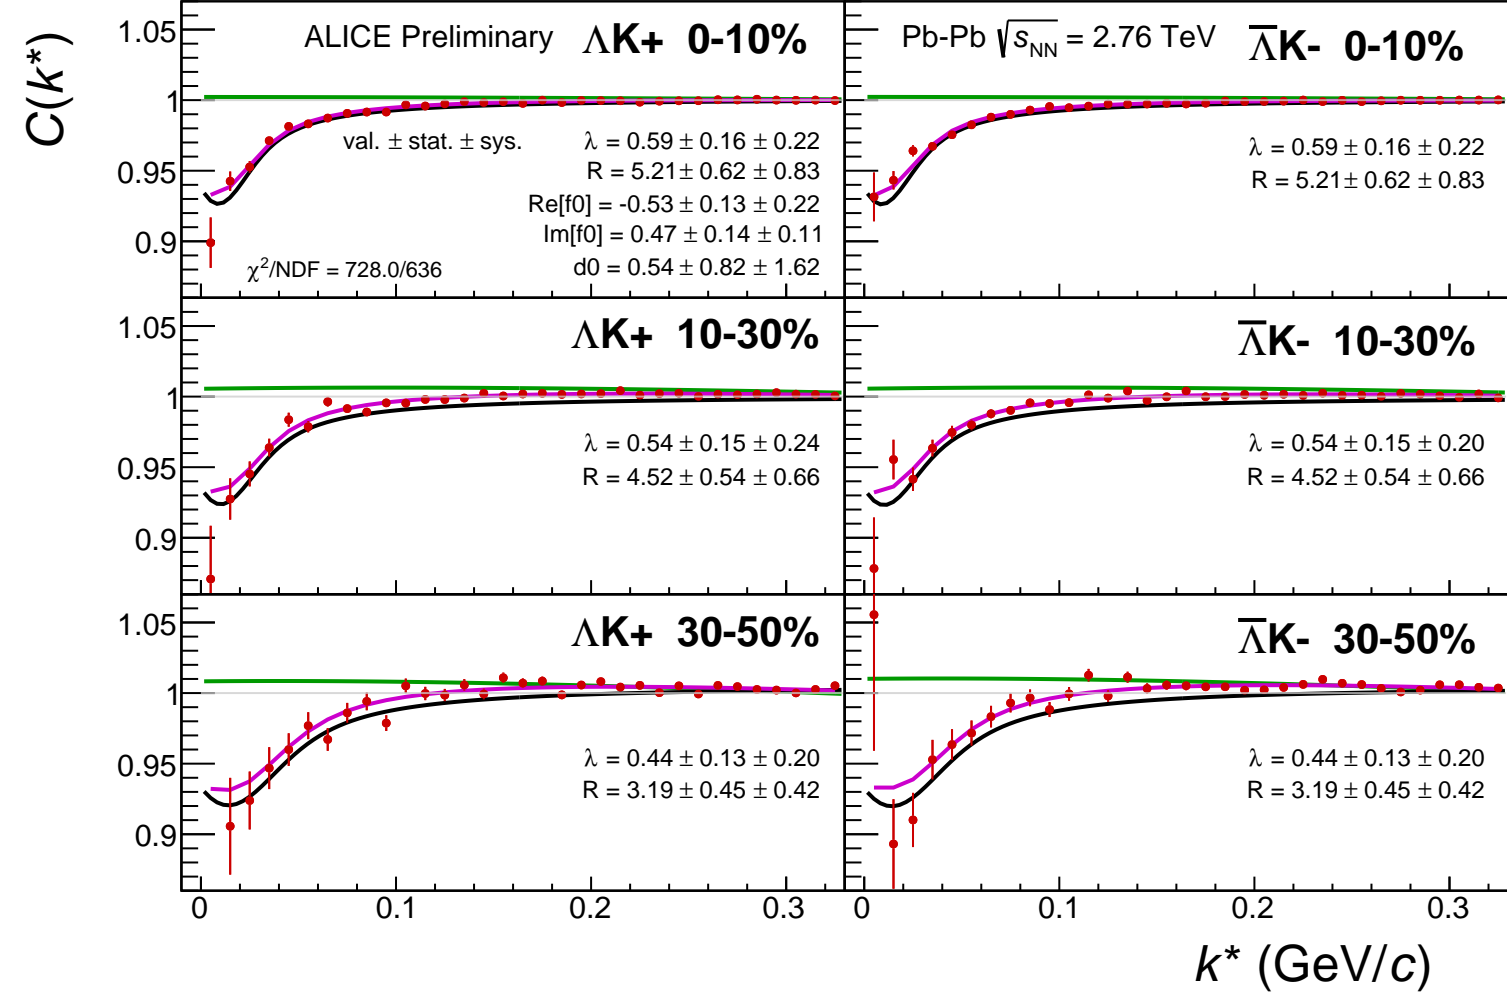 C(k*)
ALICE Preliminary ΛK+ 0-10%
1.05
1
0.95
0.9
val. ± stat. ± sys.
λ = 0.59 ± 0.16 ± 0.22
R = 5.21 ± 0.62 ± 0.83
Re[f0] = -0.53 ± 0.13 ± 0.22
Im[f0] = 0.47 ± 0.14 ± 0.11
d0 = 0.54 ± 0.82 ± 1.62
χ²/NDF = 728.0/636
Pb-Pb √s_NN = 2.76 TeV Λ̅K- 0-10%
λ = 0.59 ± 0.16 ± 0.22
R = 5.21 ± 0.62 ± 0.83
ΛK+ 10-30%
1.05
1
0.95
0.9
λ = 0.54 ± 0.15 ± 0.24
R = 4.52 ± 0.54 ± 0.66
Λ̅K- 10-30%
λ = 0.54 ± 0.15 ± 0.20
R = 4.52 ± 0.54 ± 0.66
ΛK+ 30-50%
1.05
1
0.95
0.9
λ = 0.44 ± 0.13 ± 0.20
R = 3.19 ± 0.45 ± 0.42
Λ̅K- 30-50%
λ = 0.44 ± 0.13 ± 0.20
R = 3.19 ± 0.45 ± 0.42
0 0.1 0.2 0.3
0 0.1 0.2 0.3
k* (GeV/c)